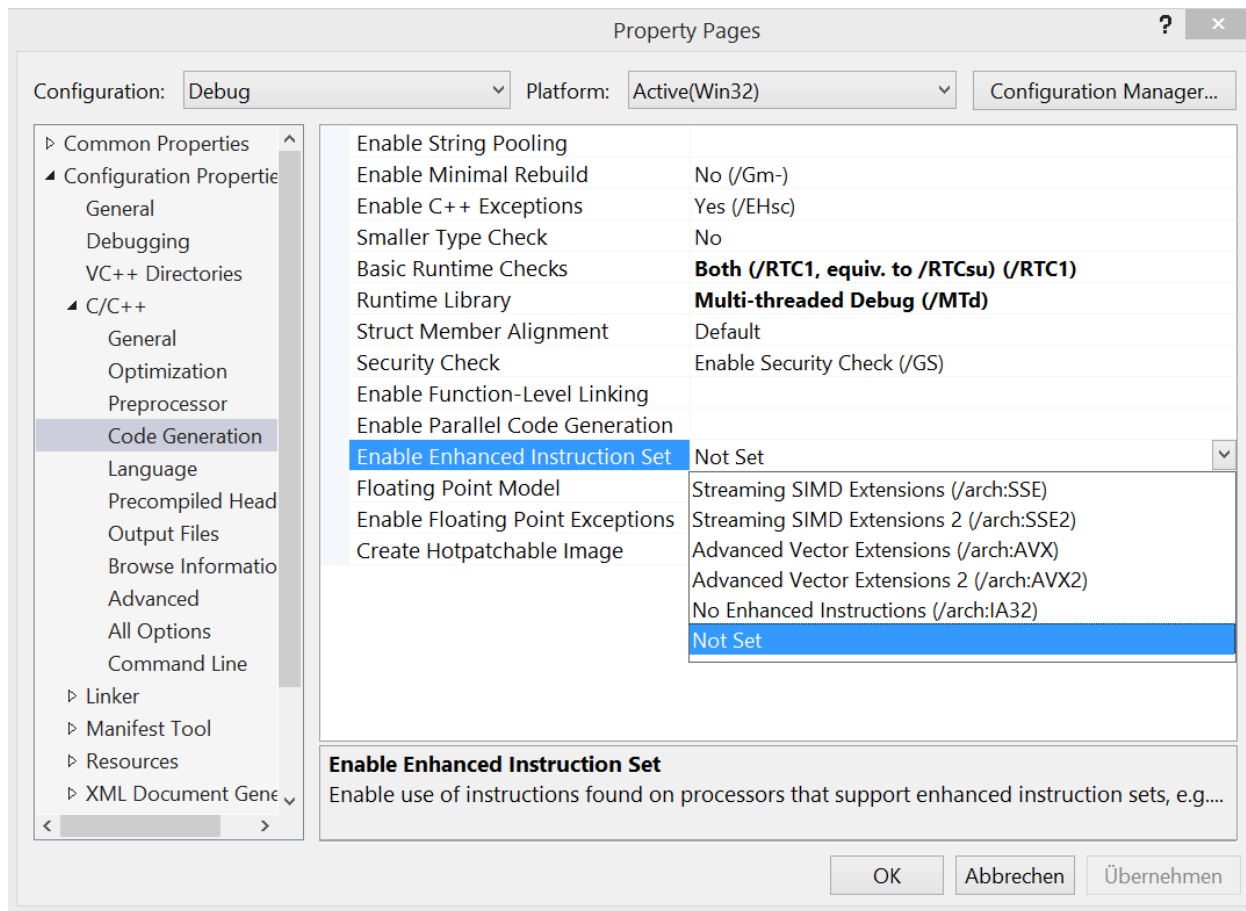 Property Pages
?
Configuration: Debug Platform: Active(Win32) Configuration Manager...
Common Properties
Configuration Propertie
General
Debugging
VC++ Directories
C/C++
General
Optimization
Preprocessor
Code Generation
Language
Precompiled Head
Output Files
Browse Informatio
Advanced
All Options
Command Line
Linker
Manifest Tool
Resources
XML Document Gene
Enable String Pooling
Enable Minimal Rebuild No (/Gm-)
Enable C++ Exceptions Yes (/EHsc)
Smaller Type Check No
Basic Runtime Checks Both (/RTC1, equiv. to /RTCsu) (/RTC1)
Runtime Library Multi-threaded Debug (/MTd)
Struct Member Alignment Default
Security Check Enable Security Check (/GS)
Enable Function-Level Linking
Enable Parallel Code Generation
Enable Enhanced Instruction Set Not Set
Floating Point Model
Enable Floating Point Exceptions
Create Hotpatchable Image
Streaming SIMD Extensions (/arch:SSE)
Streaming SIMD Extensions 2 (/arch:SSE2)
Advanced Vector Extensions (/arch:AVX)
Advanced Vector Extensions 2 (/arch:AVX2)
No Enhanced Instructions (/arch:IA32)
Not Set
Enable Enhanced Instruction Set
Enable use of instructions found on processors that support enhanced instruction sets, e.g....
OK Abbrechen Übernehmen